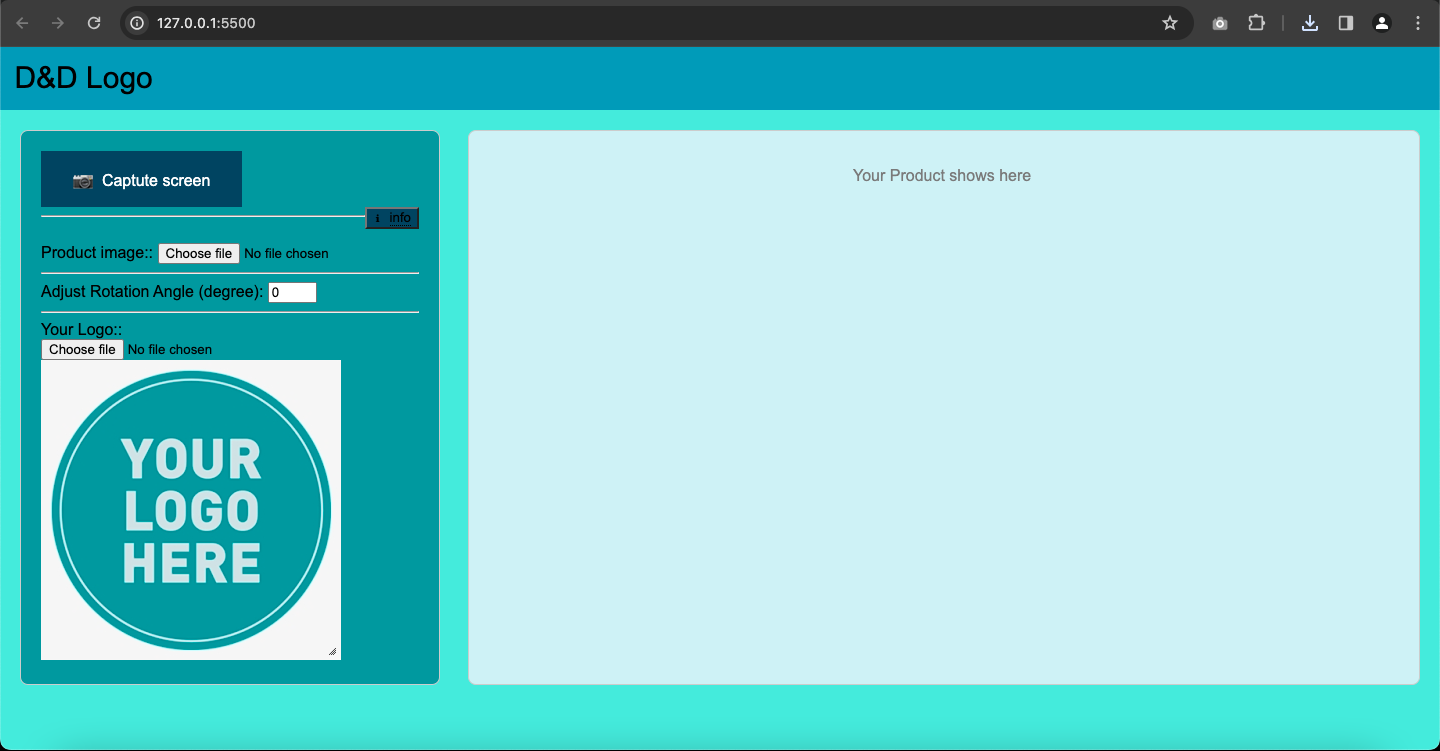 127.0.0.1:5500
D&D Logo
Captute screen
i info
Product image:: Choose file No file chosen
Adjust Rotation Angle (degree): 0
Your Logo::
Choose file No file chosen
YOUR
LOGO
HERE
Your Product shows here